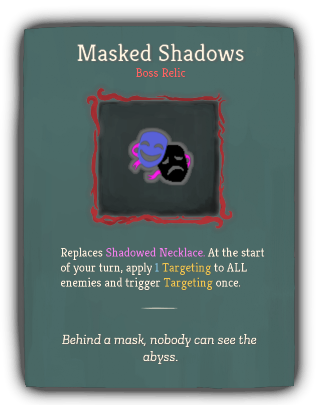 Masked Shadows
Boss Relic
Replaces Shadowed Necklace. At the start
of your turn, apply 1 Targeting to ALL
enemies and trigger Targeting once.
Behind a mask, nobody can see the
abyss.